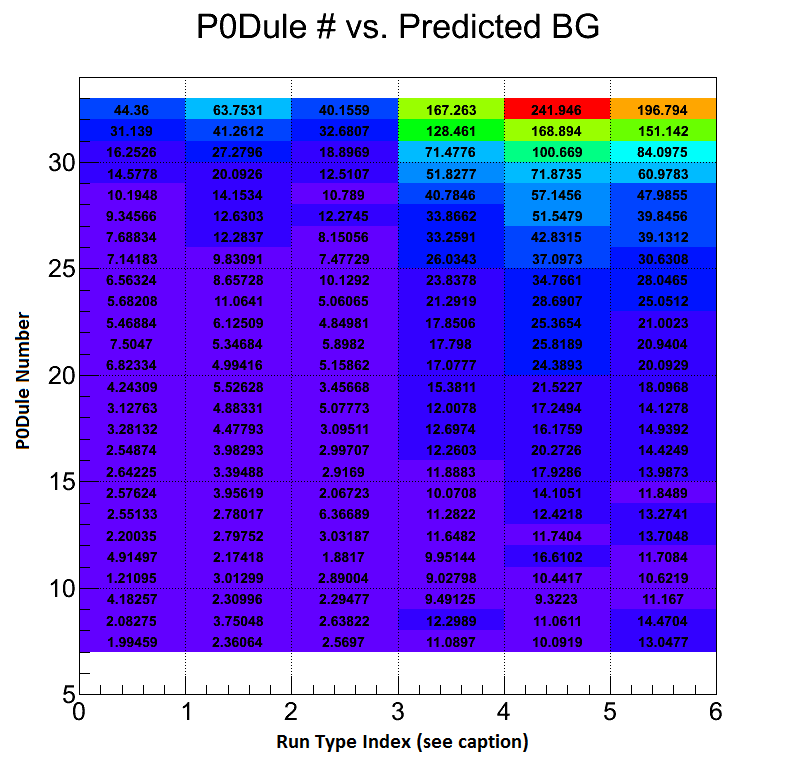 P0Dule # vs. Predicted BG
44.36 63.7531 40.1559 167.263 241.946 196.794
31.139 41.2612 32.6807 128.461 168.894 151.142
30 16.2526 27.2796 18.8969 71.4776 100.669 84.0975
14.5778 20.0926 12.5107 51.8277 71.8735 60.9783
10.1948 14.1534 10.789 40.7846 57.1456 47.9855
9.34566 12.6303 12.2745 33.8662 51.5479 39.8456
7.68834 12.2837 8.15056 33.2591 42.8315 39.1312
25 7.14183 9.83091 7.47729 26.0343 37.0973 30.6308
6.56324 8.65728 10.1292 23.8378 34.7661 28.0465
5.68208 11.0641 5.06065 21.2919 28.6907 25.0512
5.46884 6.12509 4.84981 17.8506 25.3654 21.0023
7.5047 5.34684 5.8982 17.798 25.8189 20.9404
20 6.82334 4.99416 5.15862 17.0777 24.3893 20.0929
4.24309 5.52628 3.45668 15.3811 21.5227 18.0968
3.12763 4.88331 5.07773 12.0078 17.2494 14.1278
3.28132 4.47793 3.09511 12.6974 16.1759 14.9392
2.54874 3.98293 2.99707 12.2603 20.2726 14.4249
15 2.64225 3.39488 2.9169 11.8883 17.9286 13.9873
2.57624 3.95619 2.06723 10.0708 14.1051 11.8489
2.55133 2.78017 6.36689 11.2822 12.4218 13.2741
2.20035 2.79752 3.03187 11.6482 11.7404 13.7048
4.91497 2.17418 1.8817 9.95144 16.6102 11.7084
10 1.21095 3.01299 2.89004 9.02798 10.4417 10.6219
4.18257 2.30996 2.29477 9.49125 9.3223 11.167
2.08275 3.75048 2.63822 12.2989 11.0611 14.4704
1.99459 2.36064 2.5697 11.0897 10.0919 13.0477
5
0 1 2 3 4 5 6
Run Type Index (see caption)
P0Dule Number